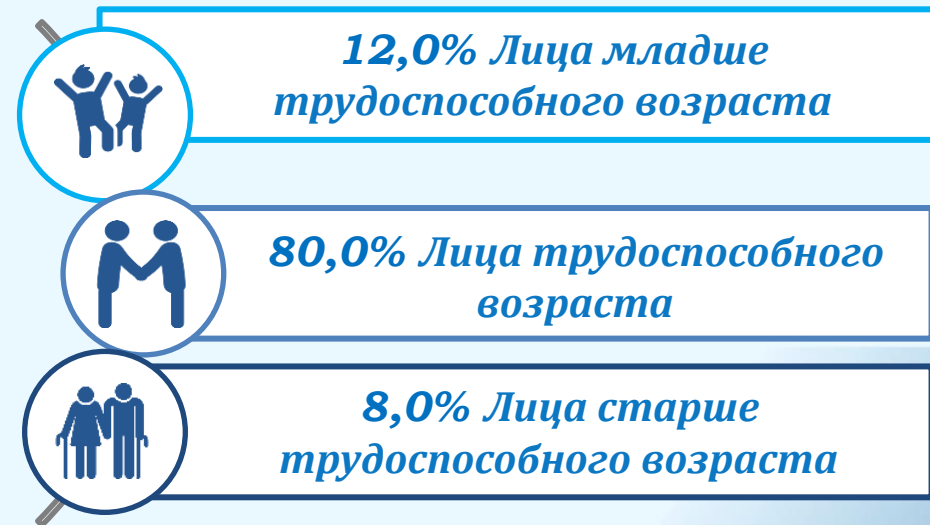 12,0% Лица младше
трудоспособного возраста
80,0% Лица трудоспособного
возраста
8,0% Лица старше
трудоспособного возраста